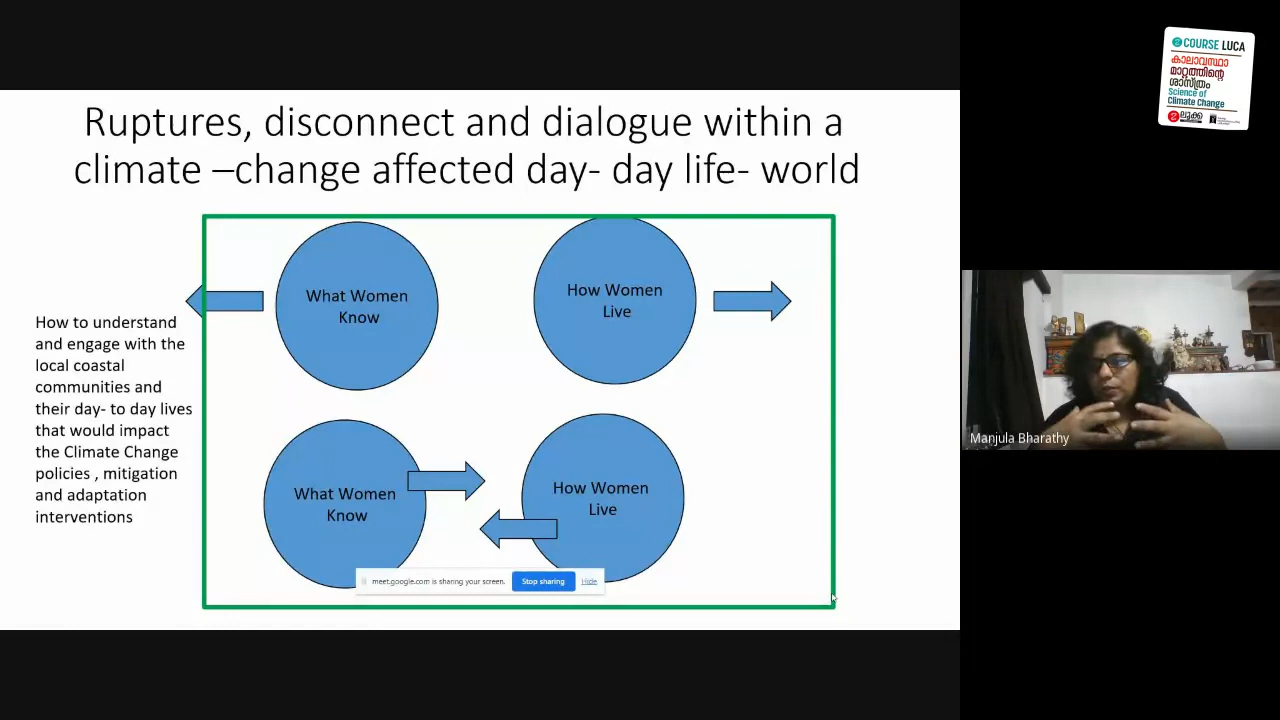 Ruptures, disconnect and dialogue within a
climate –change affected day- day life- world
What Women
Know
How Women
Live
How to understand
and engage with the
local coastal
communities and
their day- to day lives
that would impact
the Climate Change
policies , mitigation
and adaptation
interventions
What Women
Know
How Women
Live
meet.google.com is sharing your screen.
Stop sharing
Hide
COURSE LUCA
കാലാവസ്ഥാ
മാറ്റത്തിന്റെ
ശാസ്ത്രം
Science of
Climate Change
ലൂക്ക
Manjula Bharathy